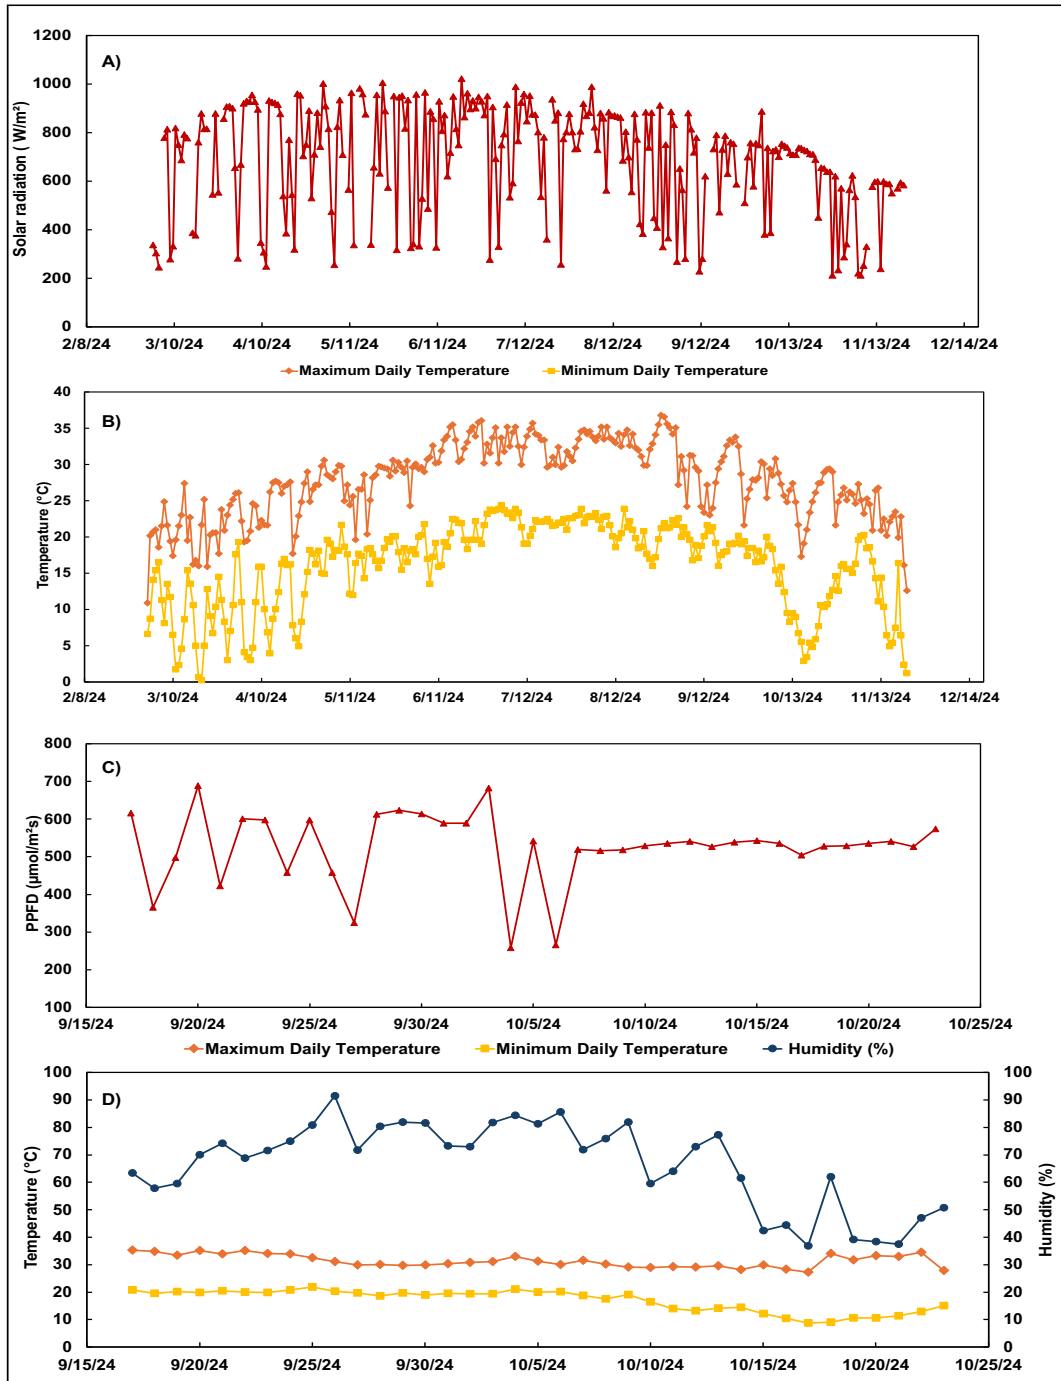 A)
Solar radiation ( W/m²)
1200
1000
800
600
400
200
0
2/8/24 3/10/24 4/10/24 5/11/24 6/11/24 7/12/24 8/12/24 9/12/24 10/13/24 11/13/24 12/14/24
Maximum Daily Temperature Minimum Daily Temperature
B)
Temperature (°C)
40
35
30
25
20
15
10
5
0
2/8/24 3/10/24 4/10/24 5/11/24 6/11/24 7/12/24 8/12/24 9/12/24 10/13/24 11/13/24 12/14/24
C)
PPFD (µmol/m²s)
800
700
600
500
400
300
200
100
9/15/24 9/20/24 9/25/24 9/30/24 10/5/24 10/10/24 10/15/24 10/20/24 10/25/24
Maximum Daily Temperature Minimum Daily Temperature Humidity (%)
D)
Temperature (°C)
100 100
90 90
80 80
70 70
60 60
50 50
40 40
30 30
20 20
10 10
0 0
Humidity (%)
9/15/24 9/20/24 9/25/24 9/30/24 10/5/24 10/10/24 10/15/24 10/20/24 10/25/24